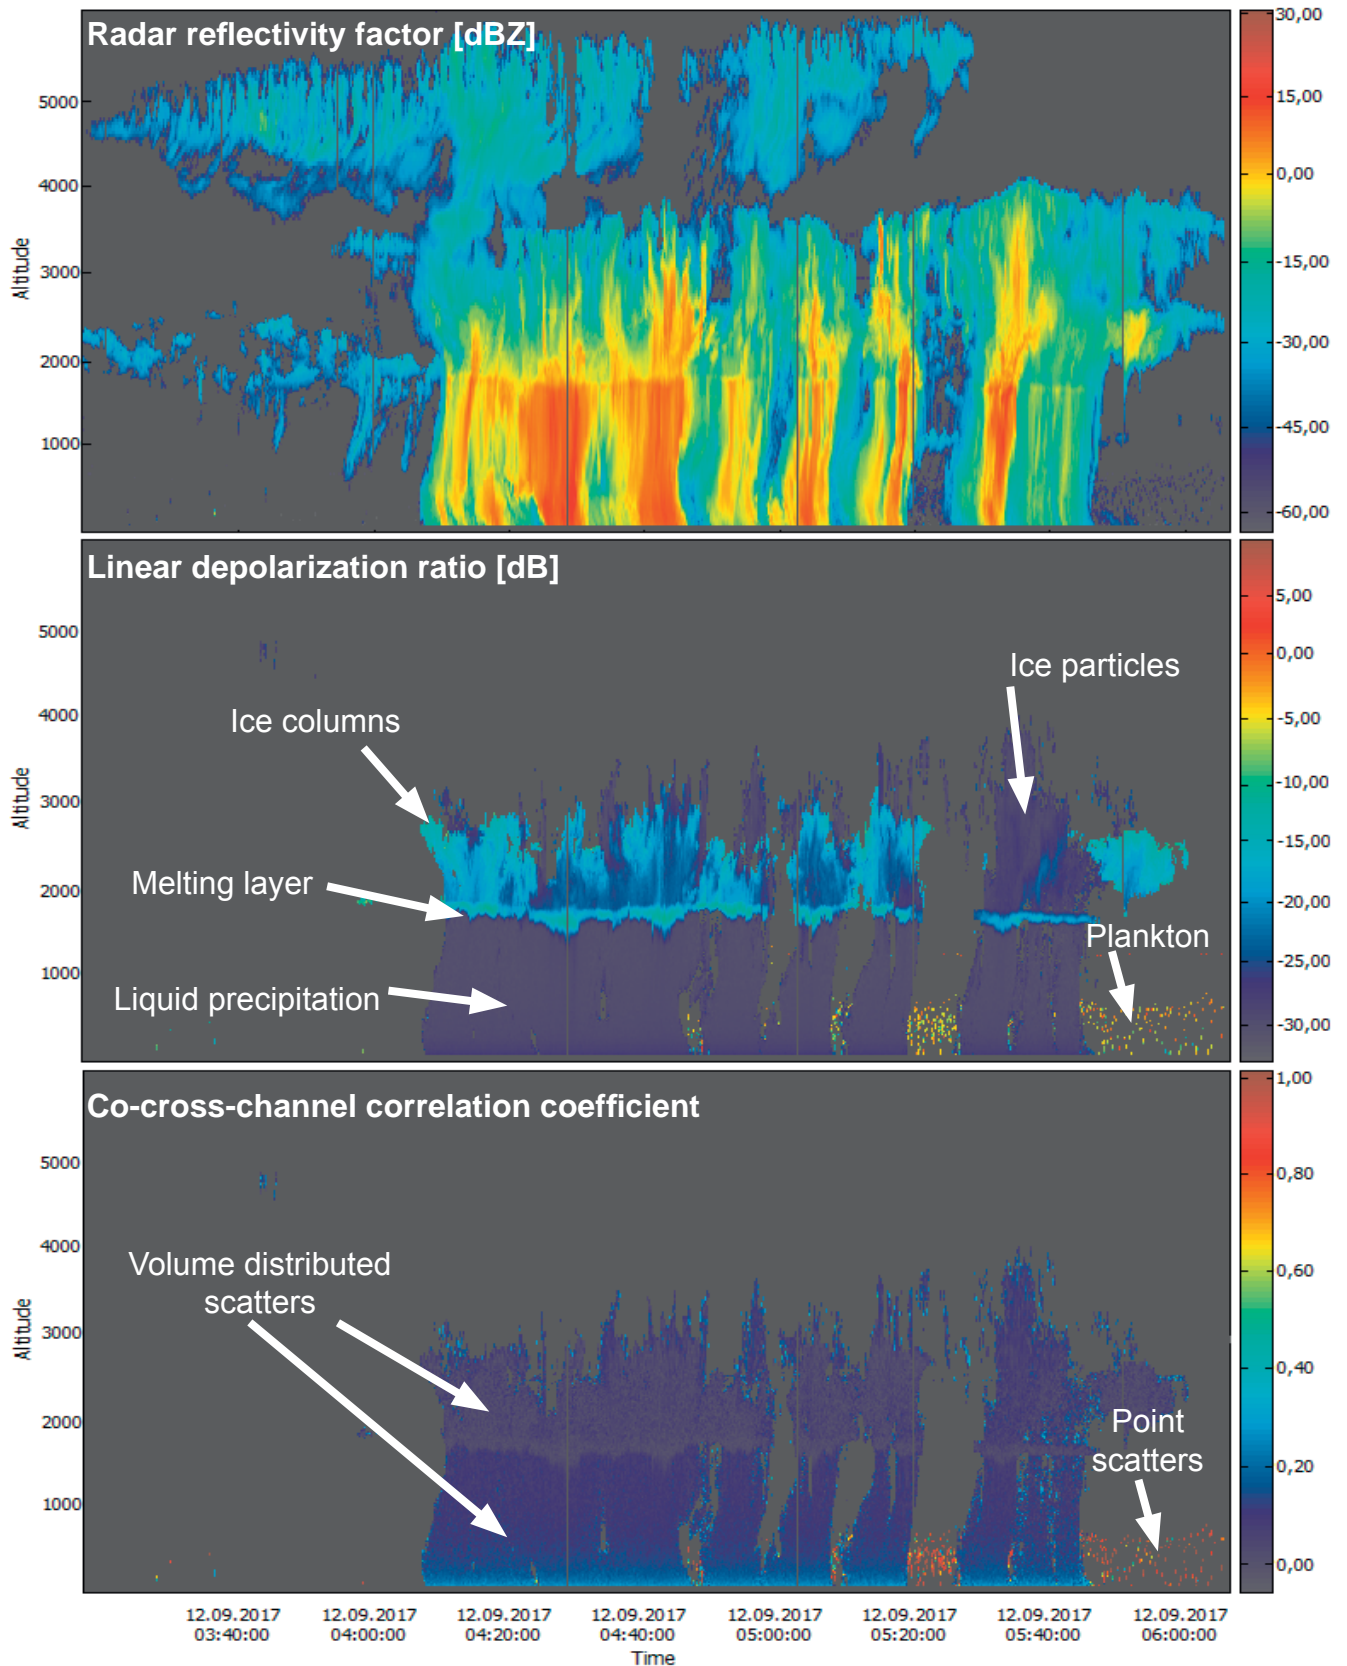 Radar reflectivity factor [dBZ]
30,00
15,00
0,00
-15,00
-30,00
-45,00
-60,00
5000
4000
3000
2000
1000
Altitude
Linear depolarization ratio [dB]
5,00
0,00
-5,00
-10,00
-15,00
-20,00
-25,00
-30,00
5000
4000
3000
2000
1000
Altitude
Ice particles
Ice columns
Melting layer
Plankton
Liquid precipitation
Co-cross-channel correlation coefficient
1,00
0,80
0,60
0,40
0,20
0,00
5000
4000
3000
2000
1000
Altitude
Volume distributed
scatters
Point
scatters
12.09.2017 12.09.2017 12.09.2017 12.09.2017 12.09.2017 12.09.2017 12.09.2017 12.09.2017
03:40:00 04:00:00 04:20:00 04:40:00 05:00:00 05:20:00 05:40:00 06:00:00
Time